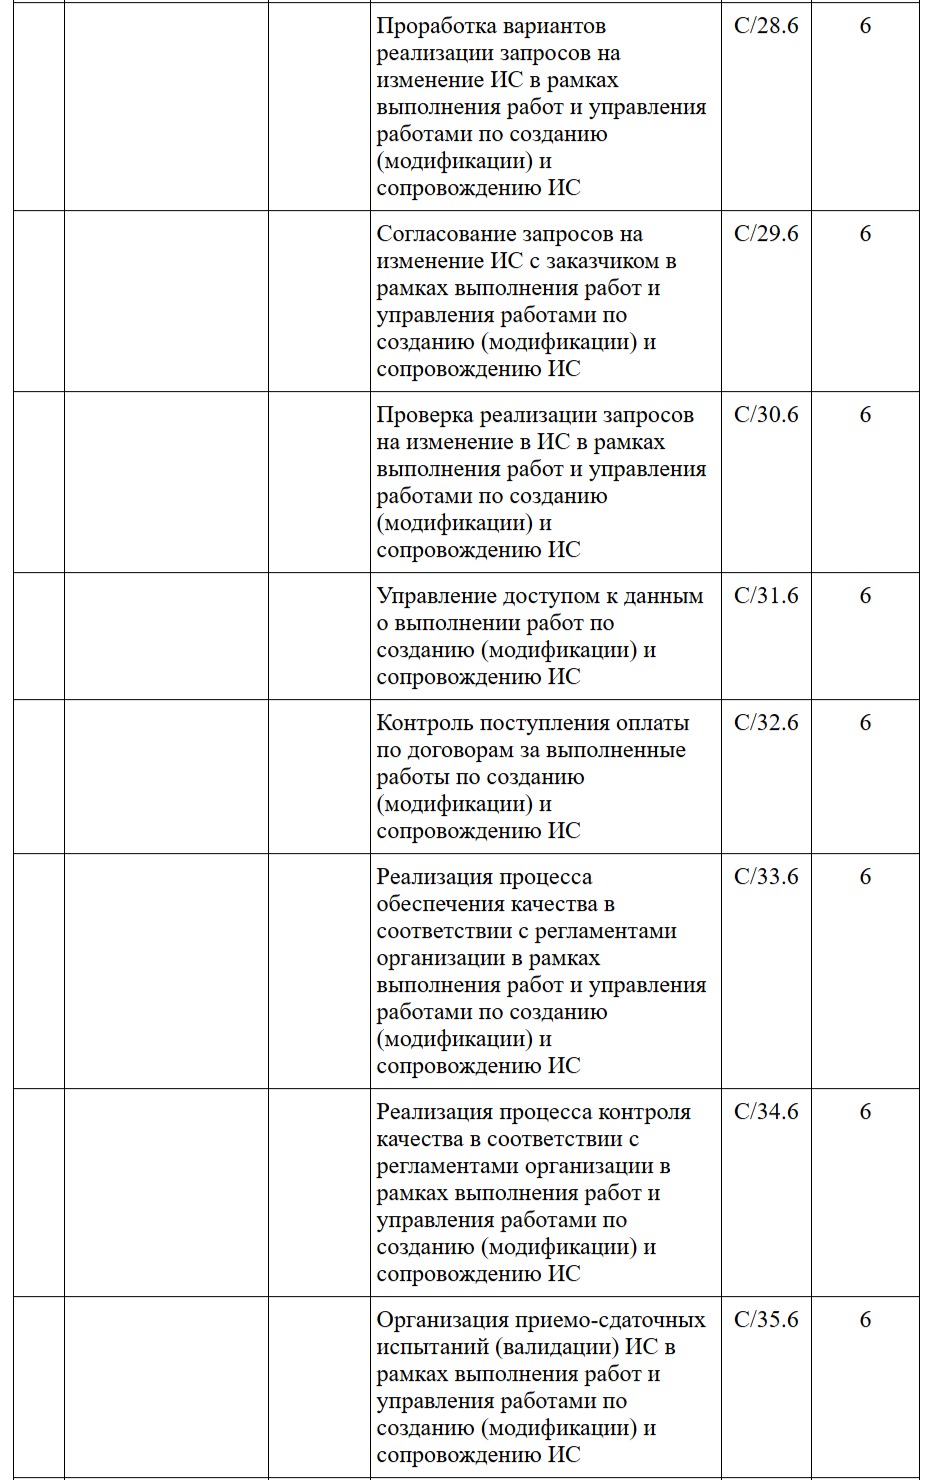 Проработка вариантов C/28.6 6
реализации запросов на
изменение ИС в рамках
выполнения работ и управления
работами по созданию
(модификации) и
сопровождению ИС
Согласование запросов на C/29.6 6
изменение ИС с заказчиком в
рамках выполнения работ и
управления работами по
созданию (модификации) и
сопровождению ИС
Проверка реализации запросов C/30.6 6
на изменение в ИС в рамках
выполнения работ и управления
работами по созданию
(модификации) и
сопровождению ИС
Управление доступом к данным C/31.6 6
о выполнении работ по
созданию (модификации) и
сопровождению ИС
Контроль поступления оплаты C/32.6 6
по договорам за выполненные
работы по созданию
(модификации) и
сопровождению ИС
Реализация процесса C/33.6 6
обеспечения качества в
соответствии с регламентами
организации в рамках
выполнения работ и управления
работами по созданию
(модификации) и
сопровождению ИС
Реализация процесса контроля C/34.6 6
качества в соответствии с
регламентами организации в
рамках выполнения работ и
управления работами по
созданию (модификации) и
сопровождению ИС
Организация приемо-сдаточных C/35.6 6
испытаний (валидации) ИС в
рамках выполнения работ и
управления работами по
созданию (модификации) и
сопровождению ИС